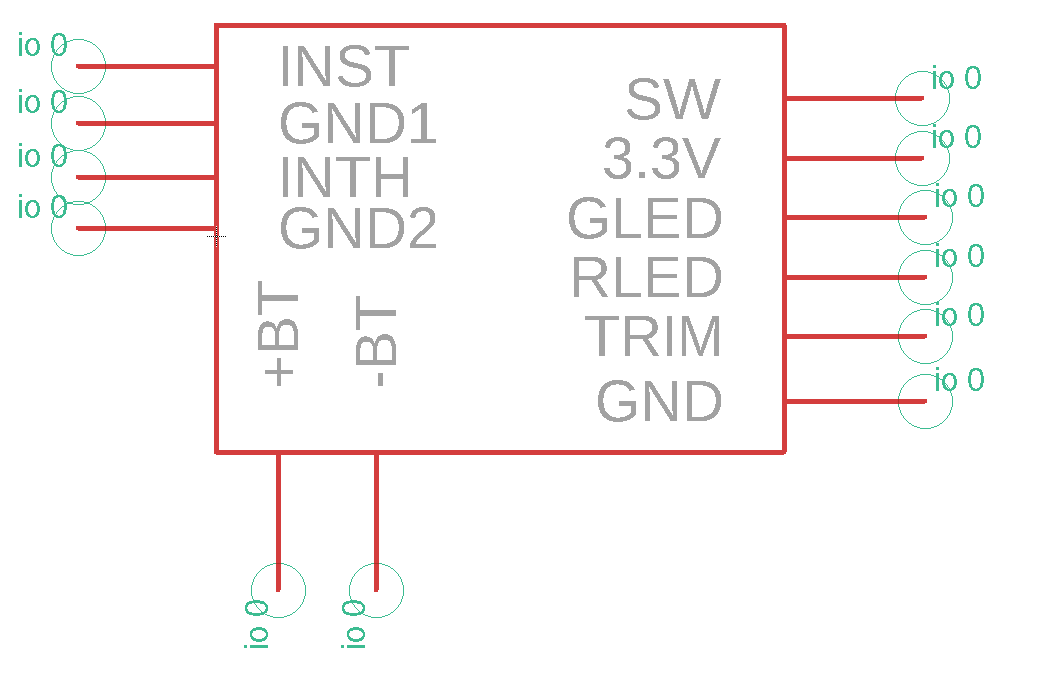 io 0
INST
io 0
GND1
io 0
INTH
io 0
GND2
+BT
-BT
SW
io 0
3.3V
io 0
GLED
io 0
RLED
io 0
TRIM
io 0
GND
io 0
io 0
io 0